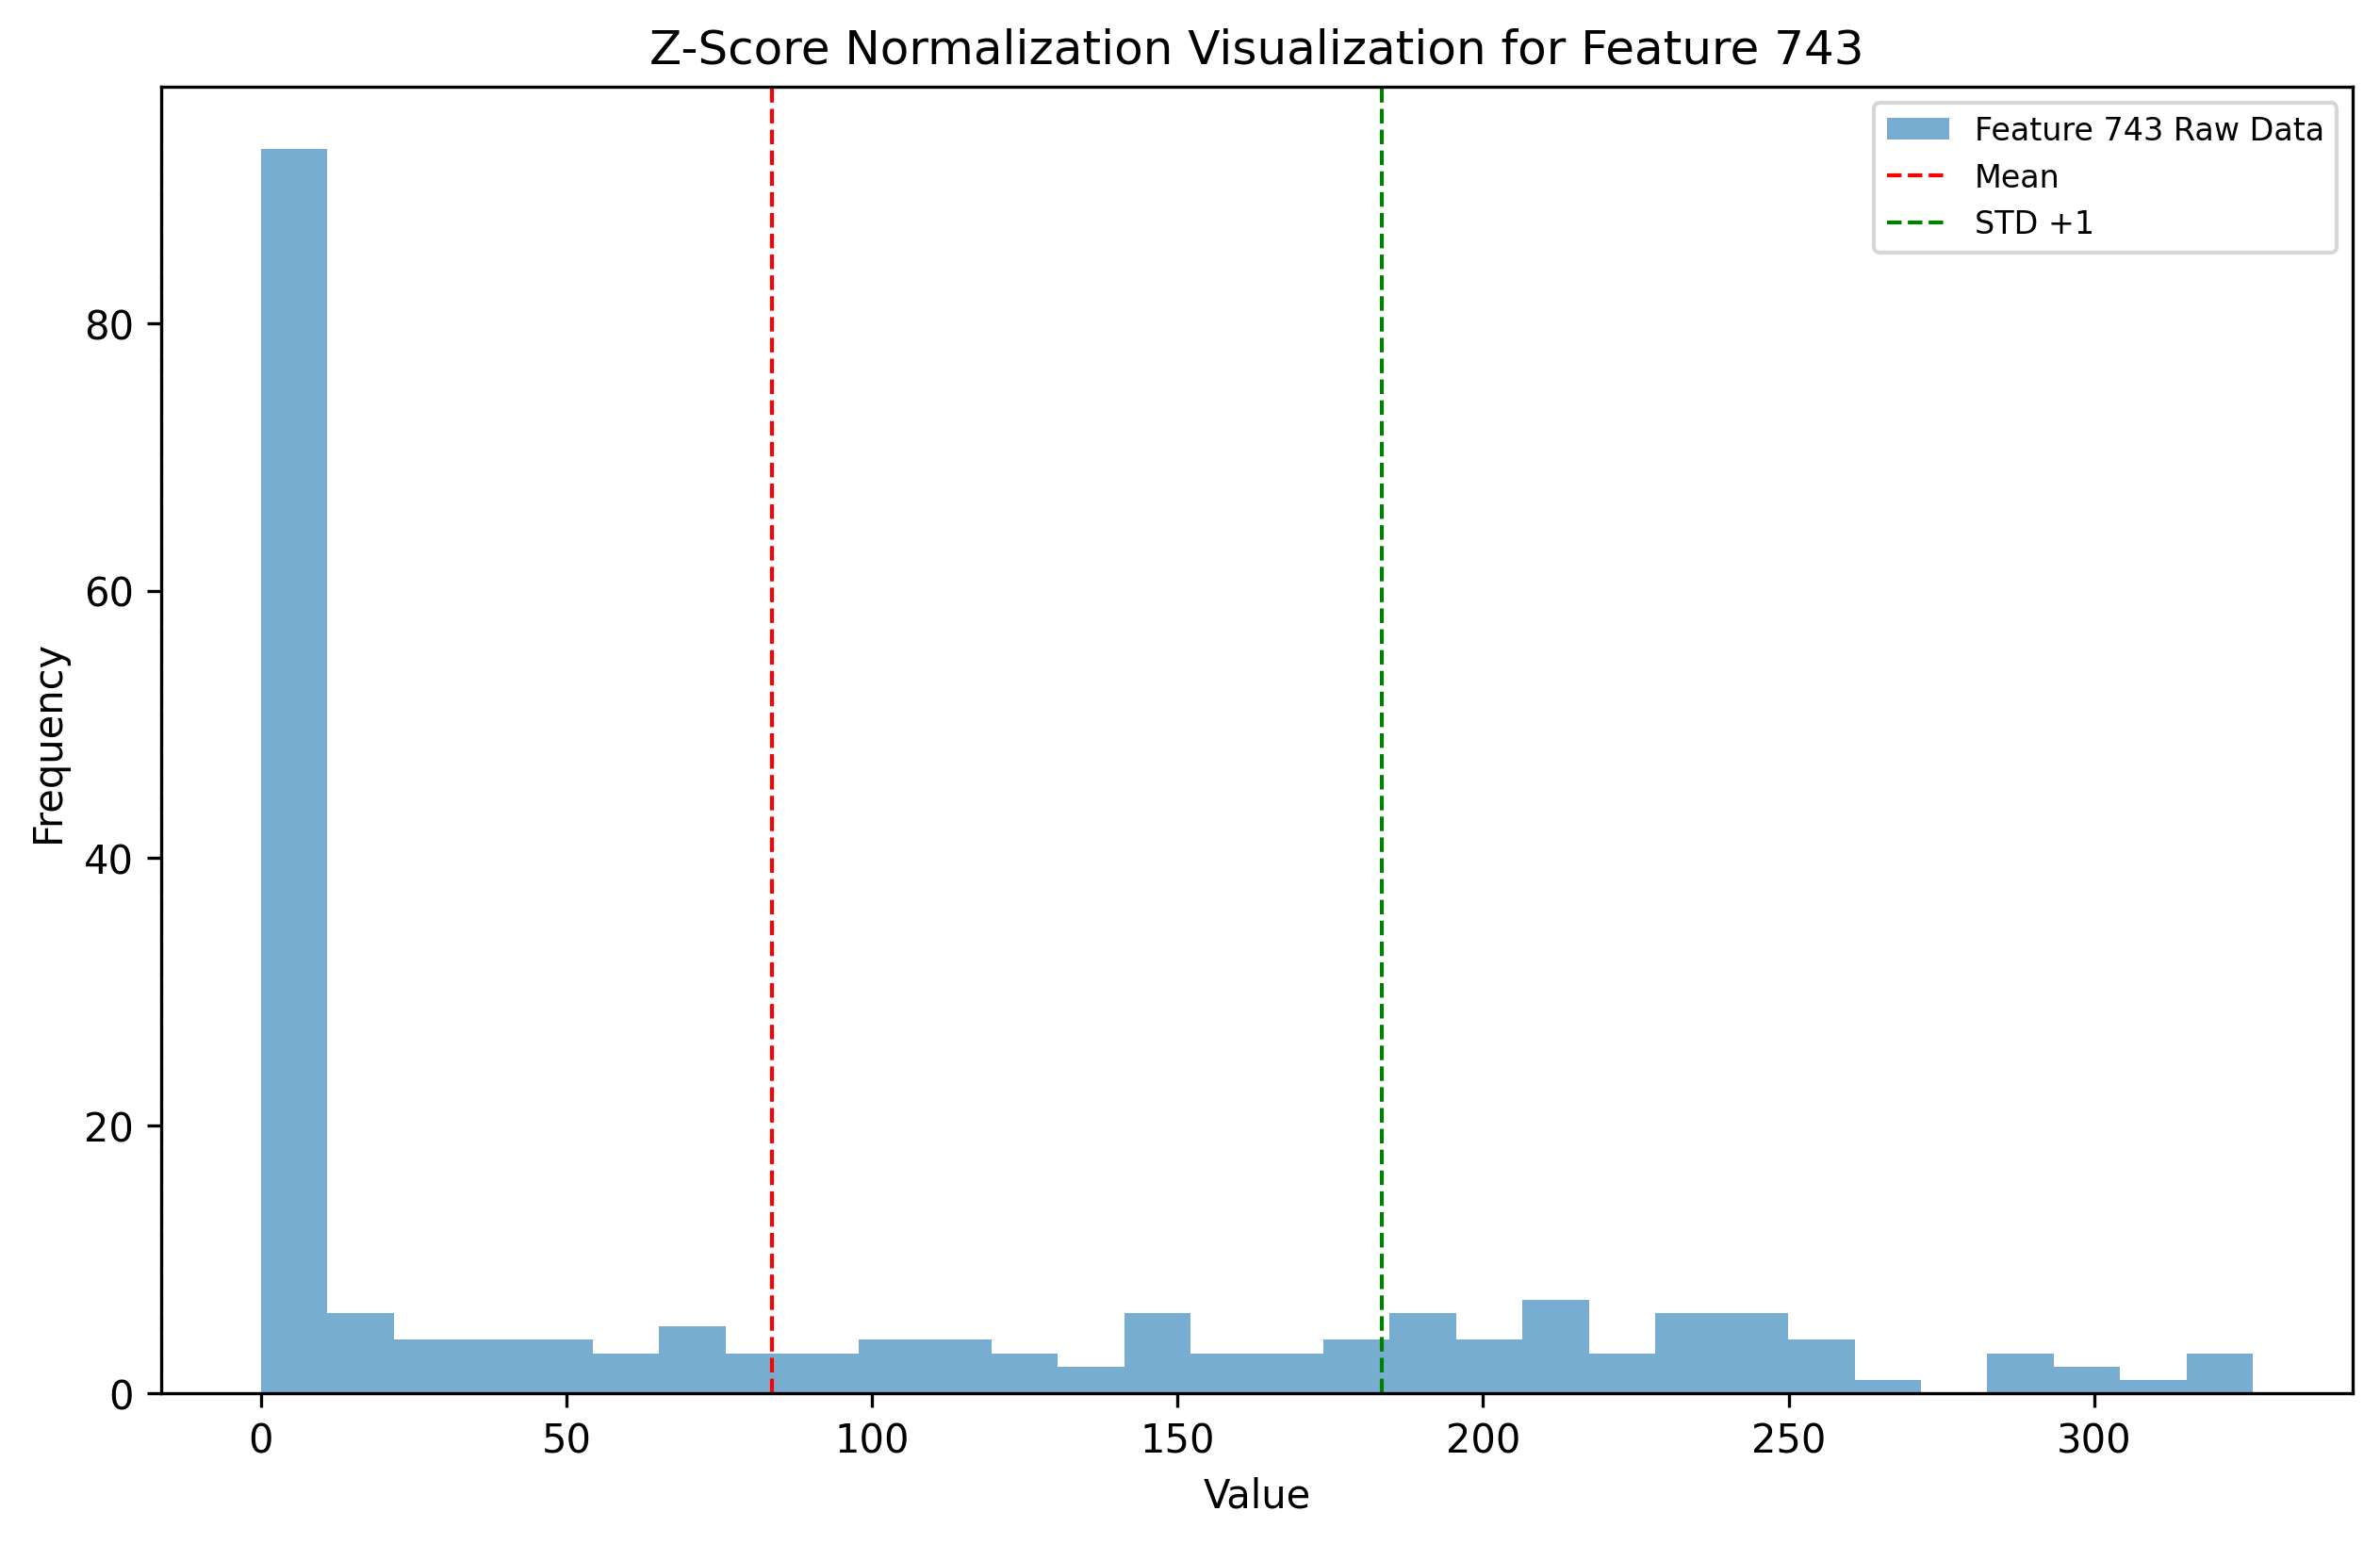 Z-Score Normalization Visualization for Feature 743
Feature 743 Raw Data
Mean
STD +1
80
60
40
20
0
Frequency
0 50 100 150 200 250 300
Value